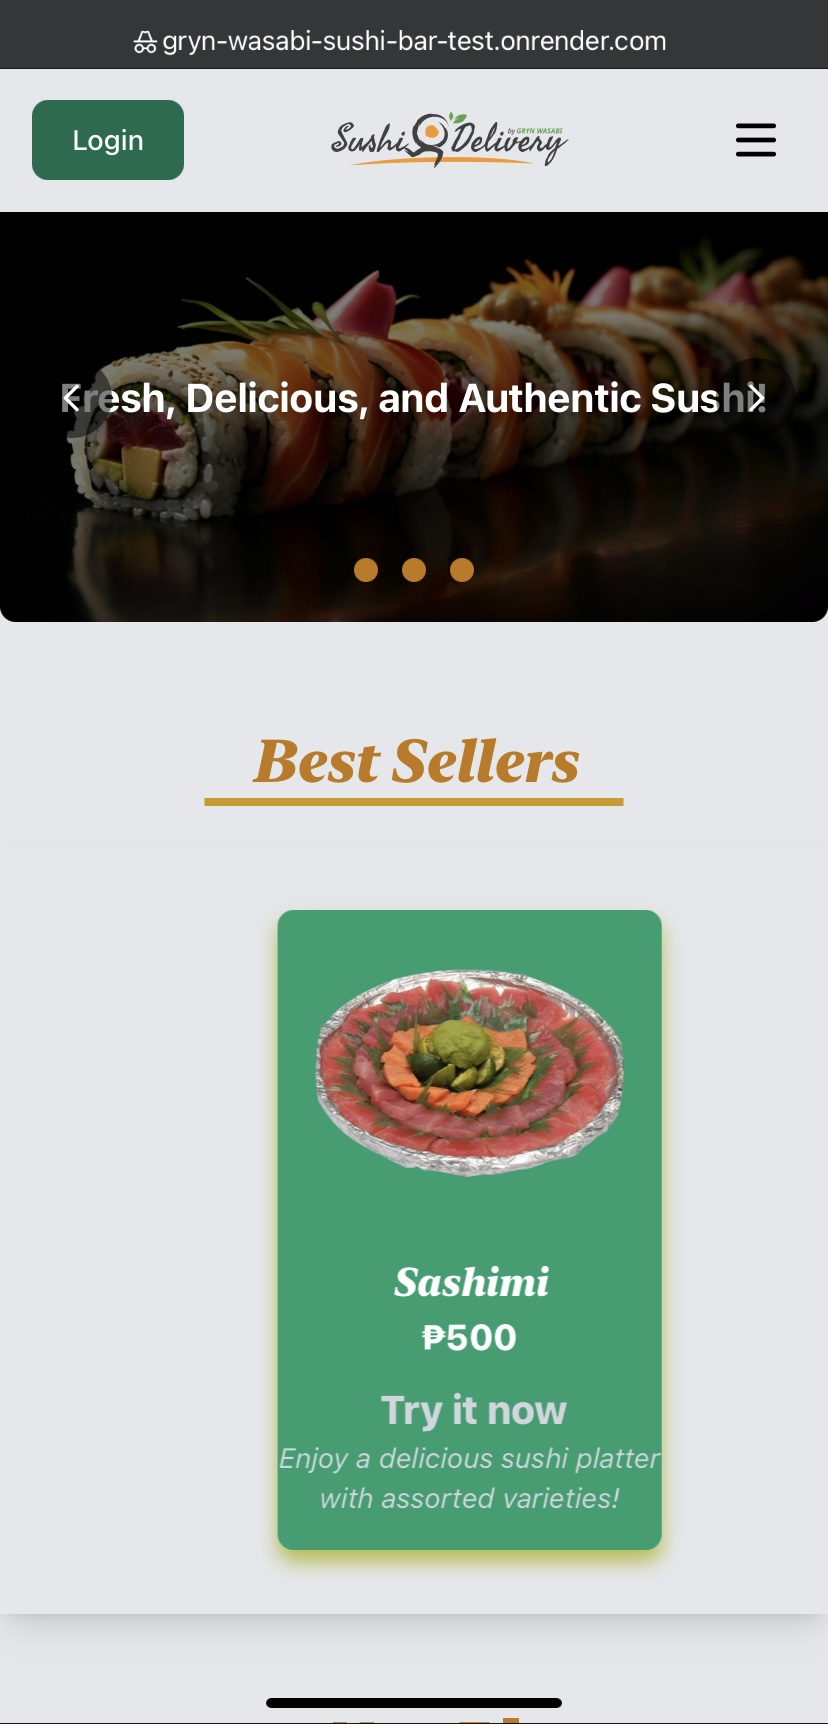 gryn-wasabi-sushi-bar-test.onrender.com
Login
Sushi Delivery
by GRYN WASABI
Fresh, Delicious, and Authentic Sushi!
Best Sellers
Sashimi
₱500
Try it now
Enjoy a delicious sushi platter
with assorted varieties!